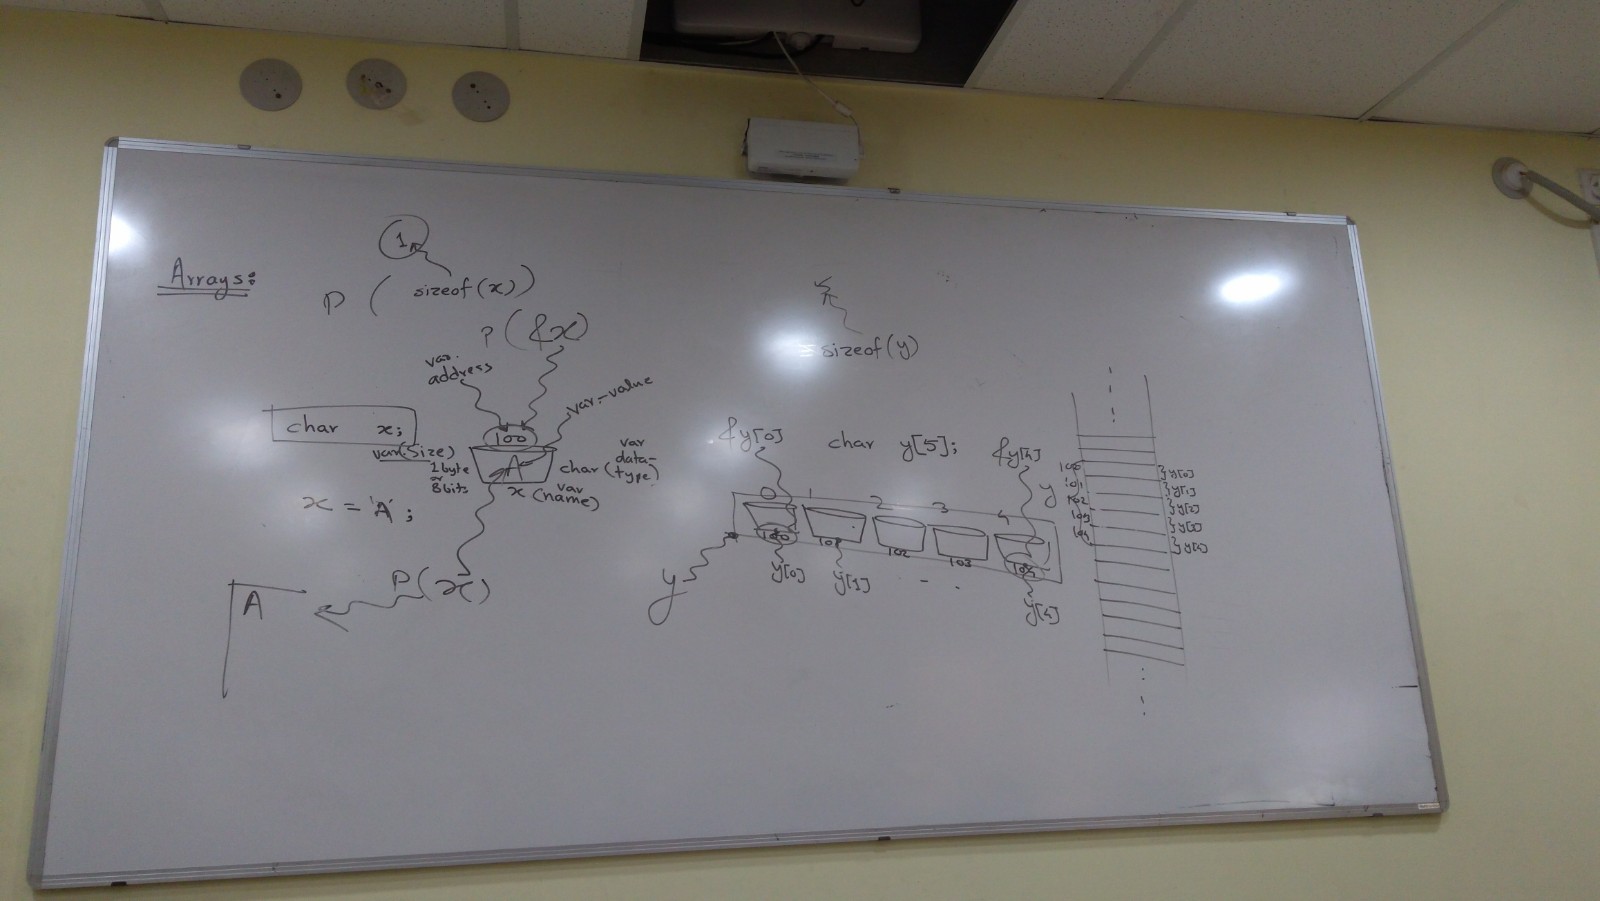 Arrays:
1
P ( sizeof(x))
P (&x)
var.
address
var-value
char x;
100
var(Size)
1 byte
≈
8 bits
A
char (var
data-
type)
x (var
name)
x = 'A';
P(x)
A
5
sizeof(y)
&y[0]
char y[5];
&y[4]
0 1 2 3 4
100 101 102 103 104
y
y[0] y[1] - - y[4]
y
100
101
102
103
104
}y[0]
}y[1]
}y[2]
}y[3]
}y[4]